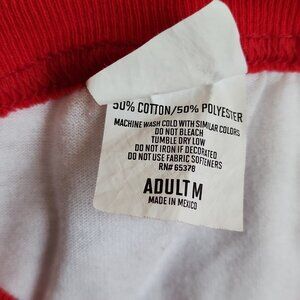 50% COTTON/50% POLYESTER
MACHINE WASH COLD WITH SIMILAR COLORS
DO NOT BLEACH
TUMBLE DRY LOW
DO NOT IRON IF DECORATED
DO NOT USE FABRIC SOFTENERS
RN# 65378
ADULT M
MADE IN MEXICO